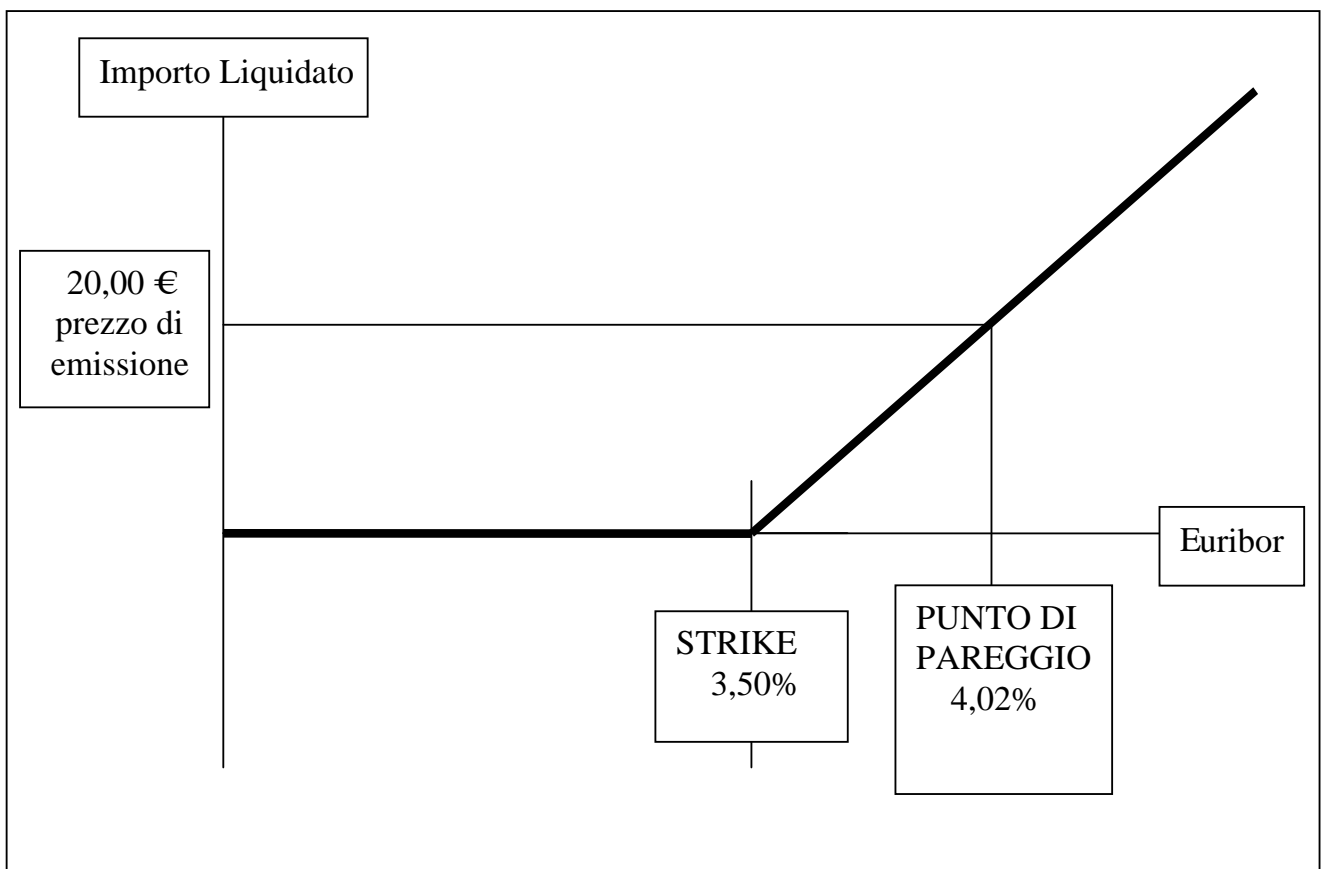 Importo Liquidato
20,00 €
prezzo di
emissione
Euribor
STRIKE
3,50%
PUNTO DI
PAREGGIO
4,02%